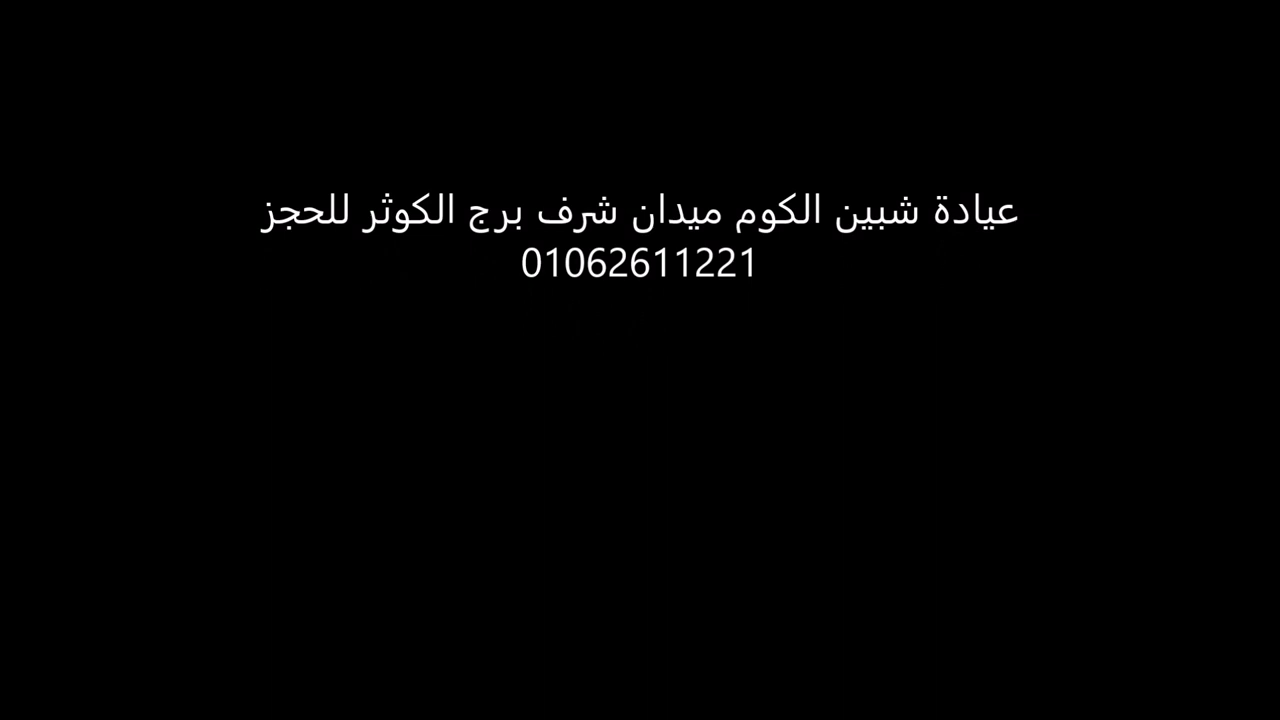 عيادة شبين الكوم ميدان شرف برج الكوثر للحجز
01062611221